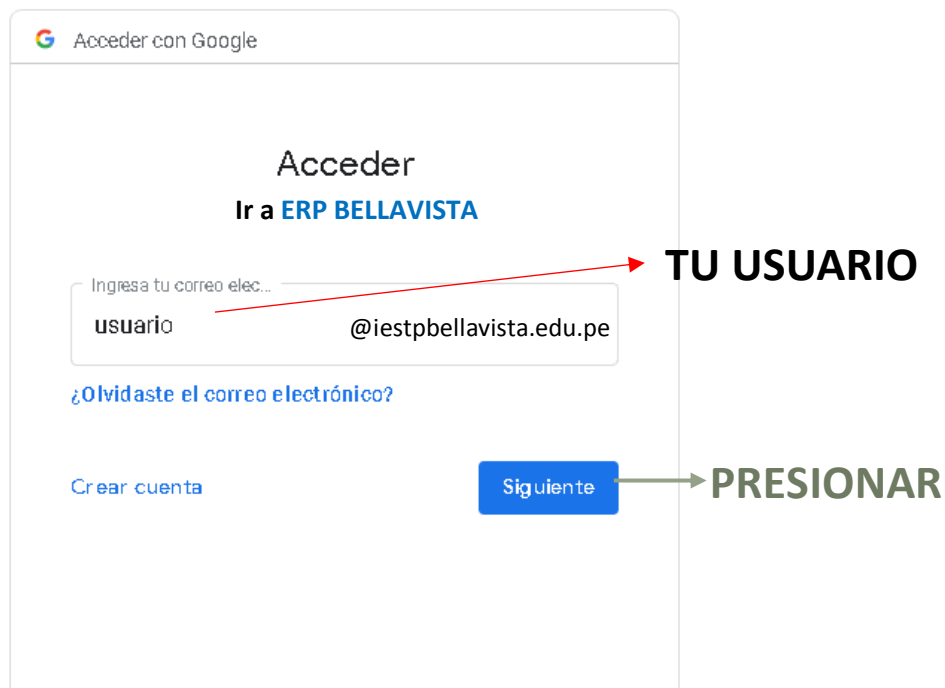 Acceder con Google
Acceder
Ir a ERP BELLAVISTA
TU USUARIO
Ingresa tu correo elec...
usuario @iestpbellavista.edu.pe
¿Olvidaste el correo electrónico?
Crear cuenta
Siguiente
PRESIONAR